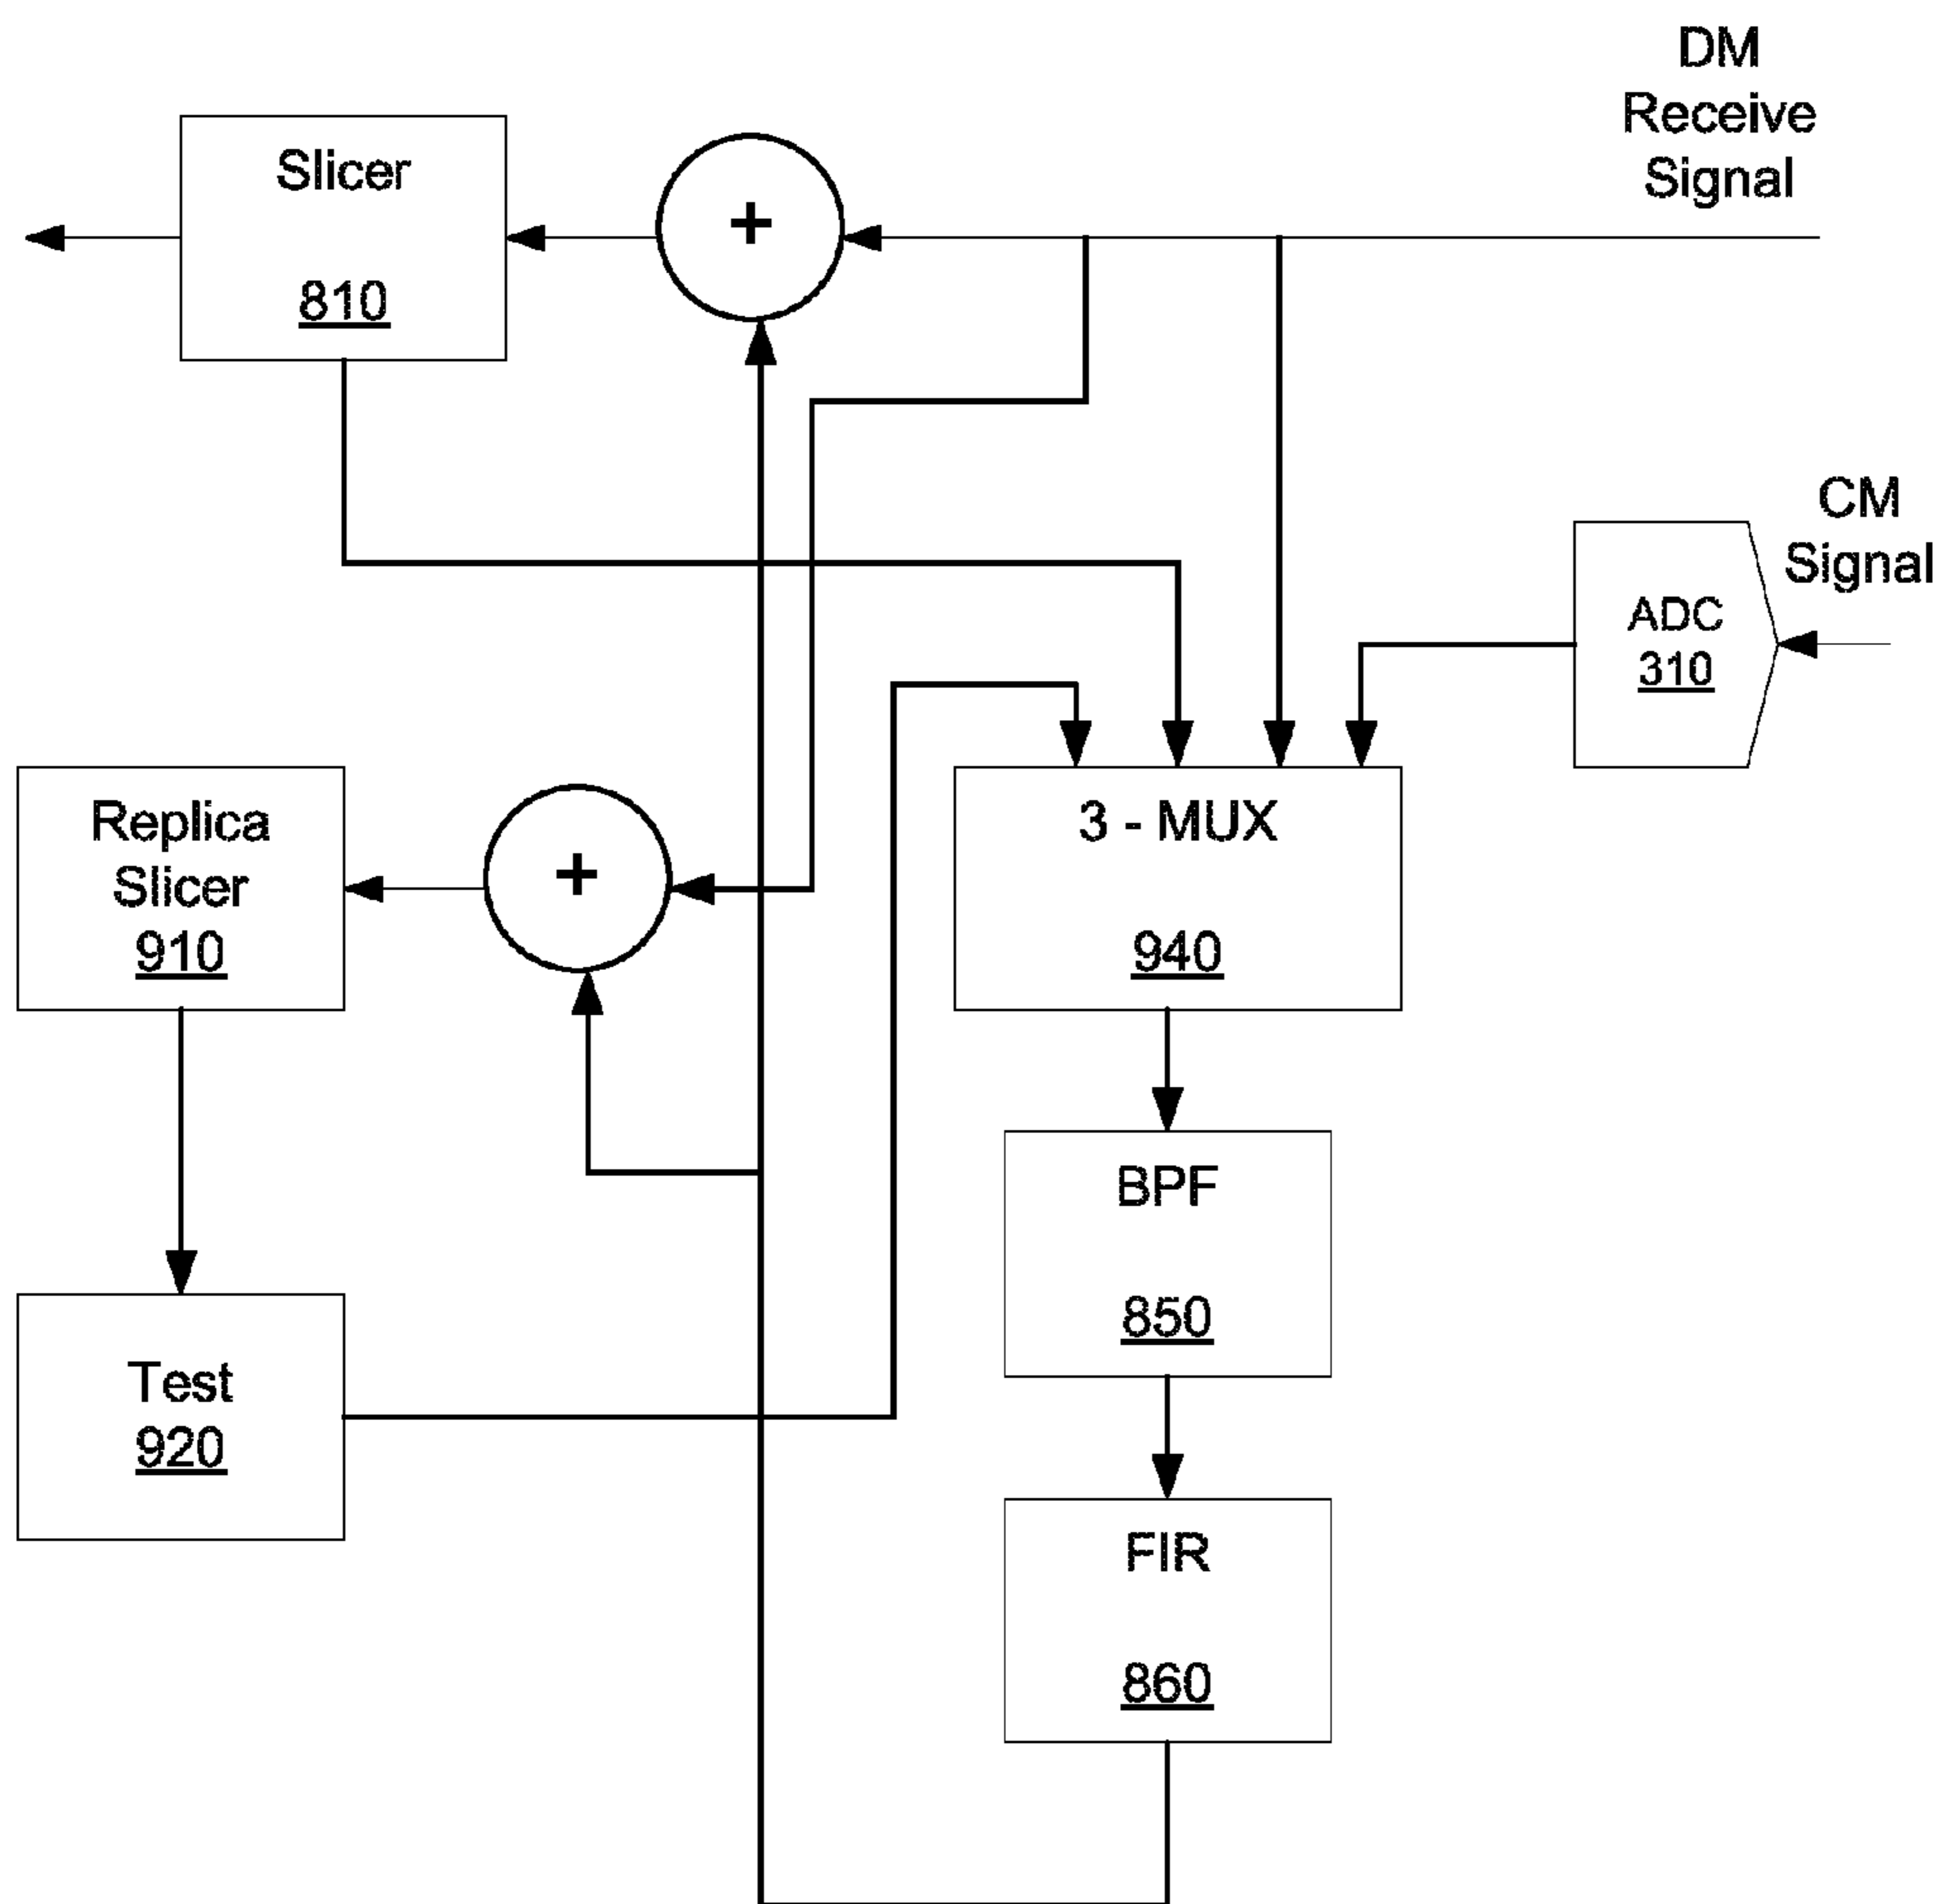 DM
Receive
Signal
Slicer
810
+
CM
Signal
ADC
310
Replica
Slicer
910
+
3 - MUX
940
BPF
850
Test
920
FIR
860